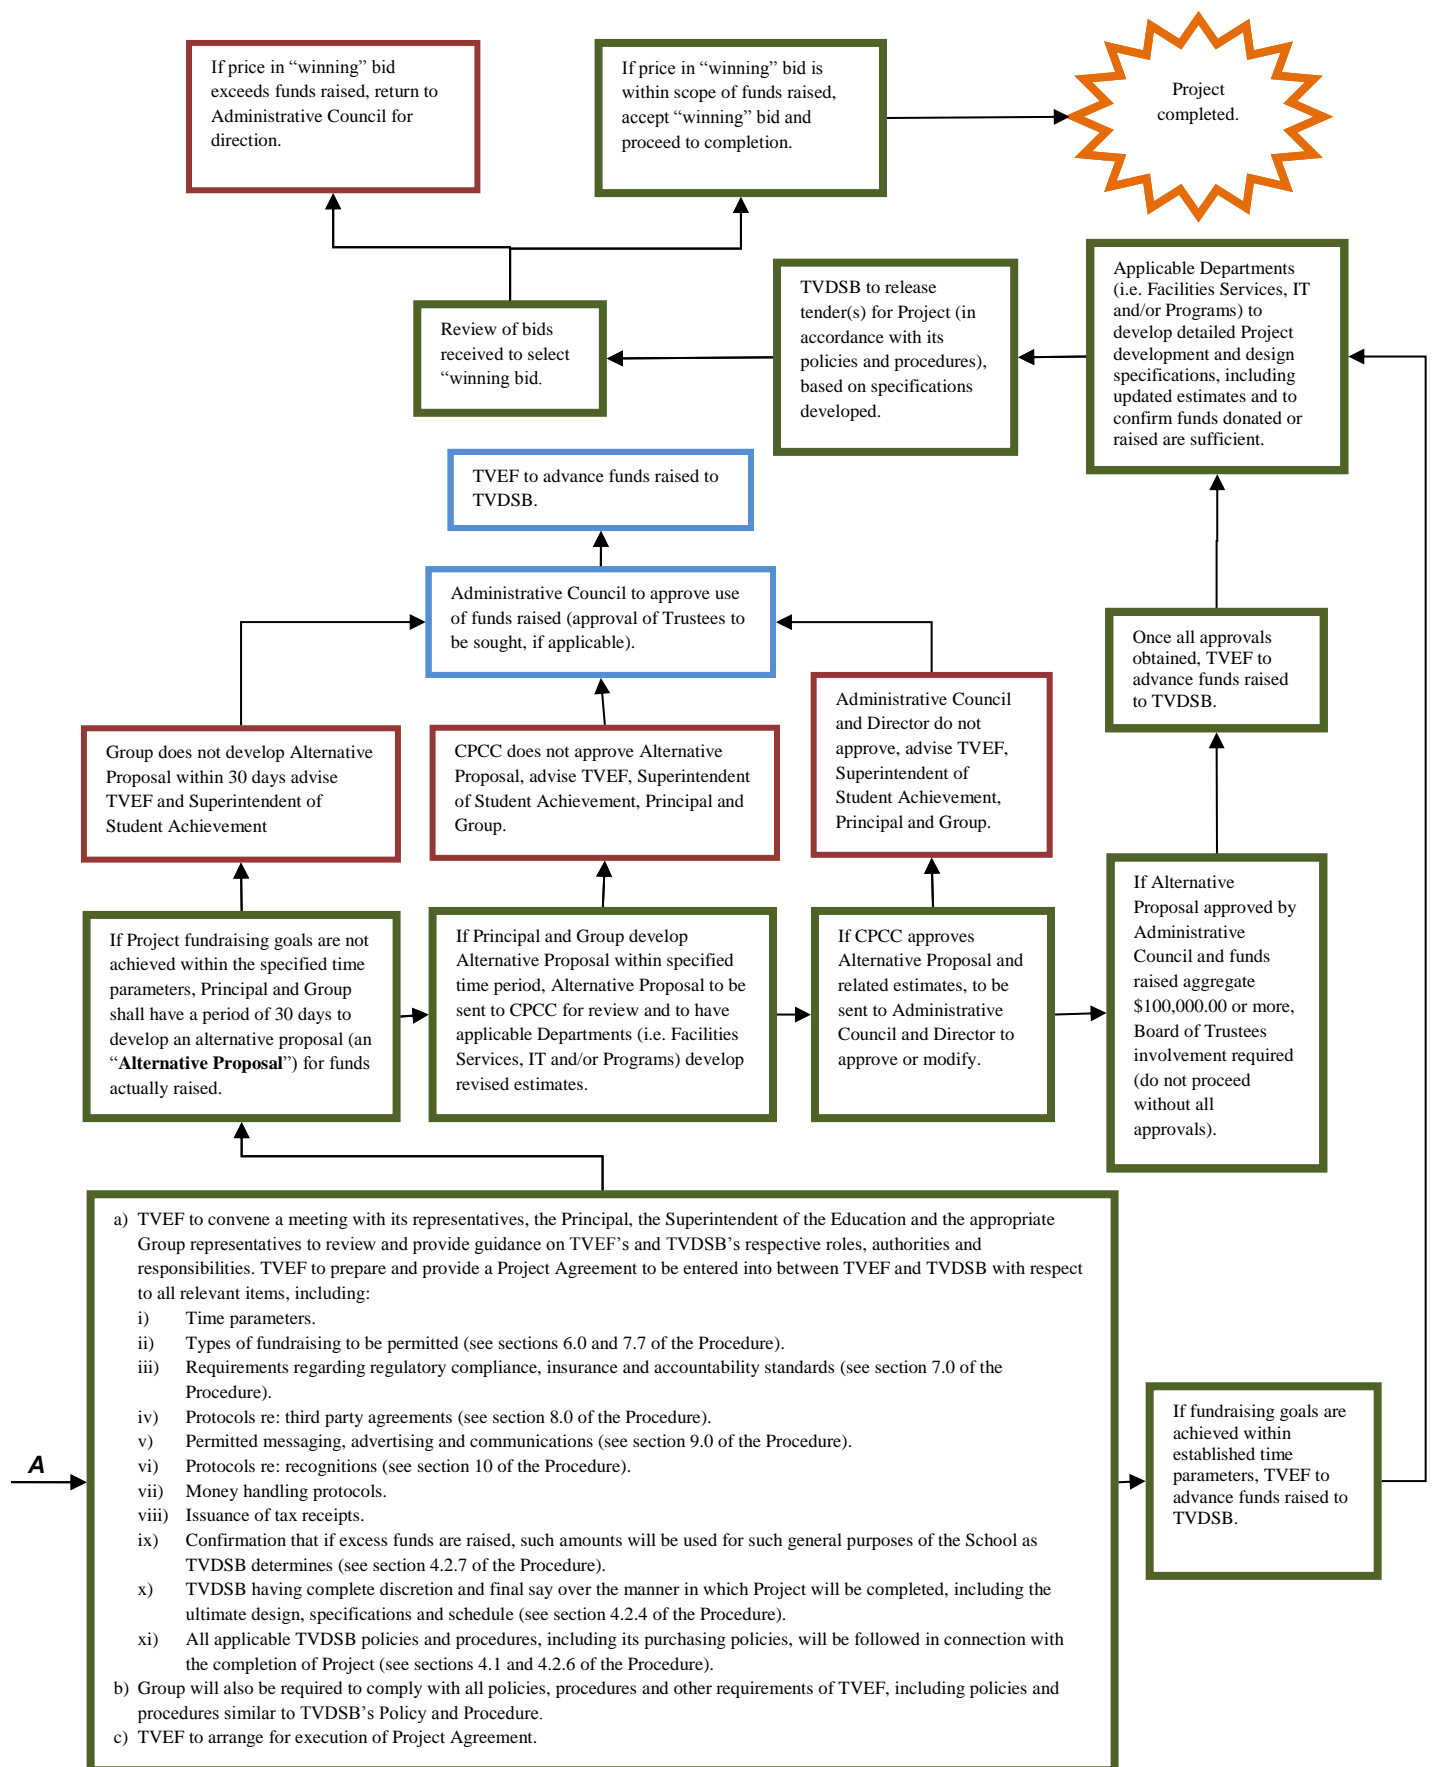 If price in “winning” bid
exceeds funds raised, return to
Administrative Council for
direction.
If price in “winning” bid is
within scope of funds raised,
accept “winning” bid and
proceed to completion.
Project
completed.
Applicable Departments
(i.e. Facilities Services, IT
and/or Programs) to
develop detailed Project
development and design
specifications, including
updated estimates and to
confirm funds donated or
raised are sufficient.
TVDSB to release
tender(s) for Project (in
accordance with its
policies and procedures),
based on specifications
developed.
Review of bids
received to select
“winning bid.
TVEF to advance funds raised to
TVDSB.
Administrative Council to approve use
of funds raised (approval of Trustees to
be sought, if applicable).
Once all approvals
obtained, TVEF to
advance funds raised
to TVDSB.
Group does not develop Alternative
Proposal within 30 days advise
TVEF and Superintendent of
Student Achievement
CPCC does not approve Alternative
Proposal, advise TVEF, Superintendent
of Student Achievement, Principal and
Group.
Administrative Council
and Director do not
approve, advise TVEF,
Superintendent of
Student Achievement,
Principal and Group.
If Project fundraising goals are not
achieved within the specified time
parameters, Principal and Group
shall have a period of 30 days to
develop an alternative proposal (an
“Alternative Proposal”) for funds
actually raised.
If Principal and Group develop
Alternative Proposal within specified
time period, Alternative Proposal to be
sent to CPCC for review and to have
applicable Departments (i.e. Facilities
Services, IT and/or Programs) develop
revised estimates.
If CPCC approves
Alternative Proposal and
related estimates, to be
sent to Administrative
Council and Director to
approve or modify.
If Alternative
Proposal approved by
Administrative
Council and funds
raised aggregate
$100,000.00 or more,
Board of Trustees
involvement required
(do not proceed
without all
approvals).
A
a) TVEF to convene a meeting with its representatives, the Principal, the Superintendent of the Education and the appropriate
Group representatives to review and provide guidance on TVEF’s and TVDSB’s respective roles, authorities and
responsibilities. TVEF to prepare and provide a Project Agreement to be entered into between TVEF and TVDSB with respect
to all relevant items, including:
i) Time parameters.
ii) Types of fundraising to be permitted (see sections 6.0 and 7.7 of the Procedure).
iii) Requirements regarding regulatory compliance, insurance and accountability standards (see section 7.0 of the
Procedure).
iv) Protocols re: third party agreements (see section 8.0 of the Procedure).
v) Permitted messaging, advertising and communications (see section 9.0 of the Procedure).
vi) Protocols re: recognitions (see section 10 of the Procedure).
vii) Money handling protocols.
viii) Issuance of tax receipts.
ix) Confirmation that if excess funds are raised, such amounts will be used for such general purposes of the School as
TVDSB determines (see section 4.2.7 of the Procedure).
x) TVDSB having complete discretion and final say over the manner in which Project will be completed, including the
ultimate design, specifications and schedule (see section 4.2.4 of the Procedure).
xi) All applicable TVDSB policies and procedures, including its purchasing policies, will be followed in connection with
the completion of Project (see sections 4.1 and 4.2.6 of the Procedure).
b) Group will also be required to comply with all policies, procedures and other requirements of TVEF, including policies and
procedures similar to TVDSB’s Policy and Procedure.
c) TVEF to arrange for execution of Project Agreement.
If fundraising goals are
achieved within
established time
parameters, TVEF to
advance funds raised to
TVDSB.